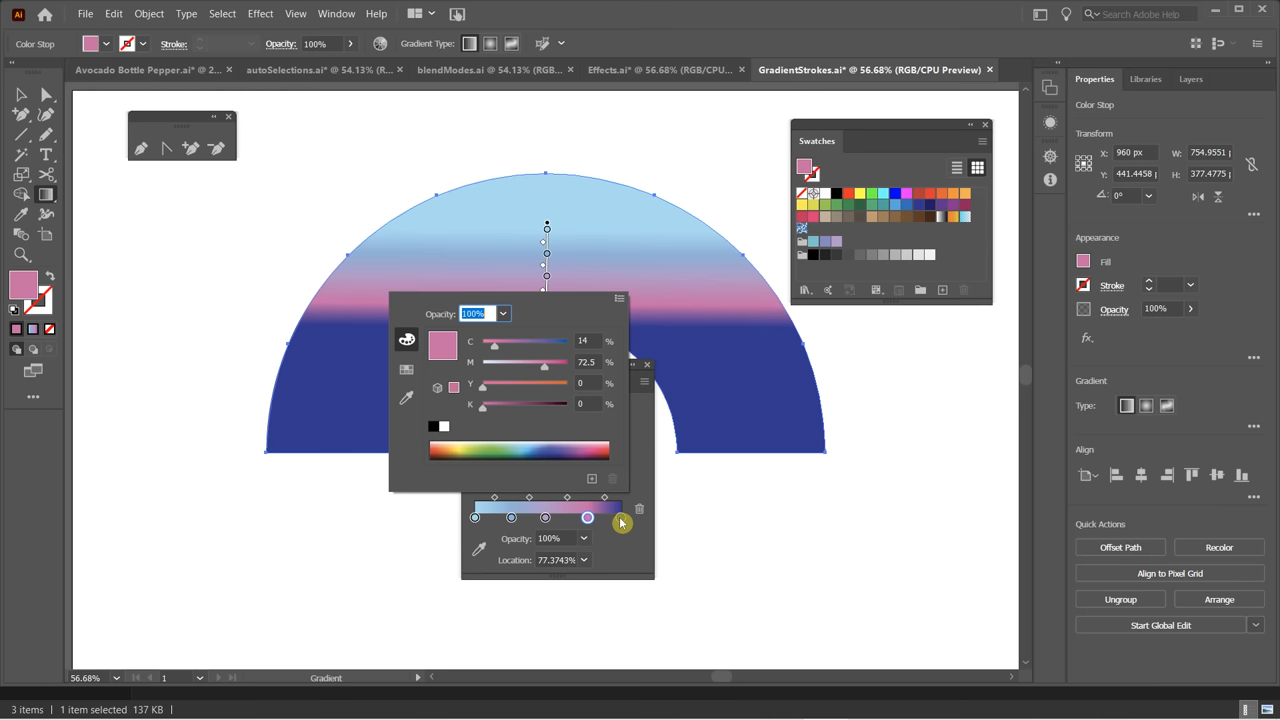 Ai File Edit Object Type Select Effect View Window Help Search Adobe Help
Color Stop Stroke: Opacity: 100% Gradient Type:
Avocado Bottle Pepper.ai* @ 2... × autoSelections.ai* @ 54.13% (R... × blendModes.ai* @ 54.13% (RGB... × Effects.ai* @ 56.68% (RGB/CPU... × GradientStrokes.ai* @ 56.68% (RGB/CPU Preview) ×
Properties Libraries Layers
Color Stop
Transform
X: 960 px W: 754.9551
Y: 441.4458 H: 377.4775
0°
Appearance
Fill
Stroke
Opacity 100%
fx.
Gradient
Type:
Align
Quick Actions
Offset Path Recolor
Align to Pixel Grid
Ungroup Arrange
Start Global Edit
Swatches
Opacity: 100%
C 14 %
M 72.5 %
Y 0 %
K 0 %
Opacity: 100%
Location: 77.3743%
56.68% 1 Gradient
3 items 1 item selected 137 KB